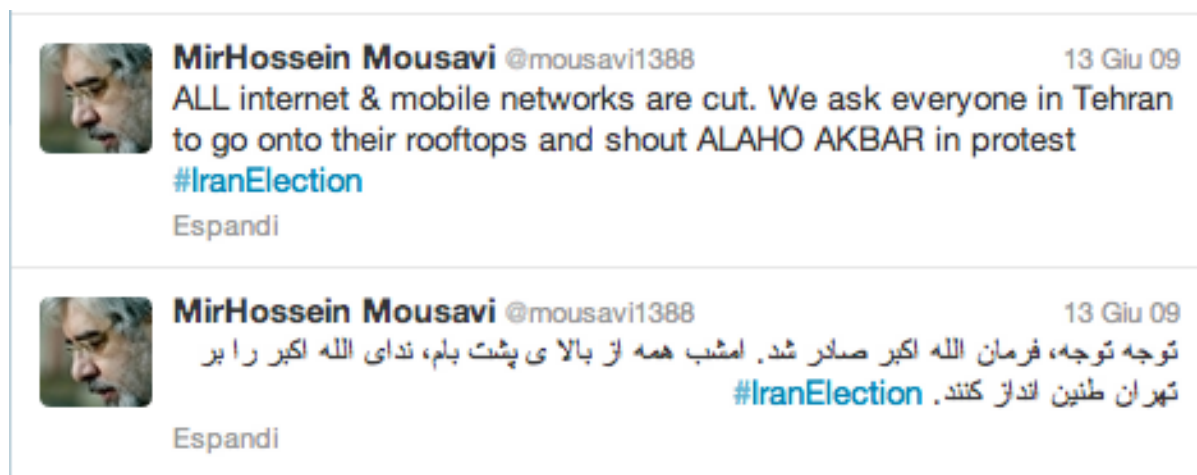 MirHossein Mousavi @mousavi1388 13 Giu 09
ALL internet & mobile networks are cut. We ask everyone in Tehran
to go onto their rooftops and shout ALAHO AKBAR in protest
#IranElection
Espandi
MirHossein Mousavi @mousavi1388 13 Giu 09
توجه توجه، فرمان الله اکبر صادر شد. امشب همه از بالا ی پشت بام، ندای الله اکبر را بر
تهران طنین انداز کنند. #IranElection
Espandi